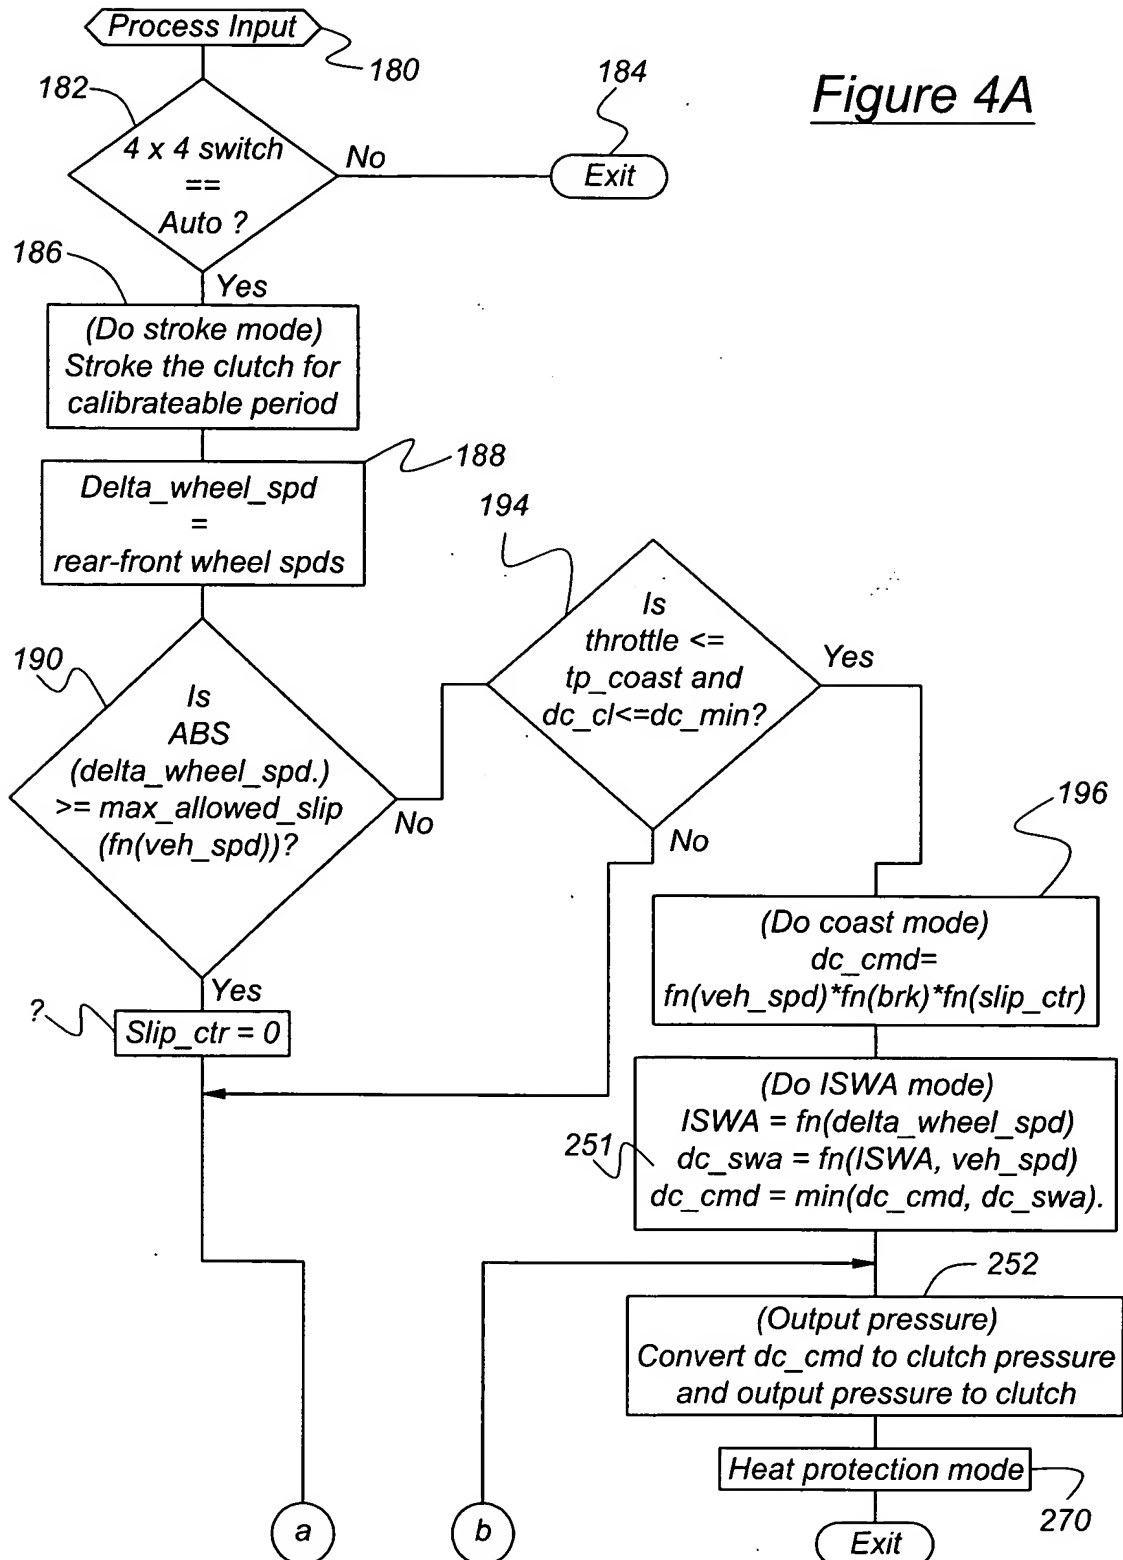 Process Input
180
184
Figure 4A
182
4 x 4 switch
==
Auto ?
No
Exit
186
Yes
(Do stroke mode)
Stroke the clutch for
calibrateable period
188
Delta_wheel_spd
=
rear-front wheel spds
194
Is
throttle <=
tp_coast and
dc_cl<=dc_min?
Yes
No
190
Is
ABS
(delta_wheel_spd.)
>= max_allowed_slip
(fn(veh_spd))?
No
Yes
?
Slip_ctr = 0
196
(Do coast mode)
dc_cmd=
fn(veh_spd)*fn(brk)*fn(slip_ctr)
(Do ISWA mode)
ISWA = fn(delta_wheel_spd)
251
dc_swa = fn(ISWA, veh_spd)
dc_cmd = min(dc_cmd, dc_swa).
252
(Output pressure)
Convert dc_cmd to clutch pressure
and output pressure to clutch
Heat protection mode
270
a
b
Exit